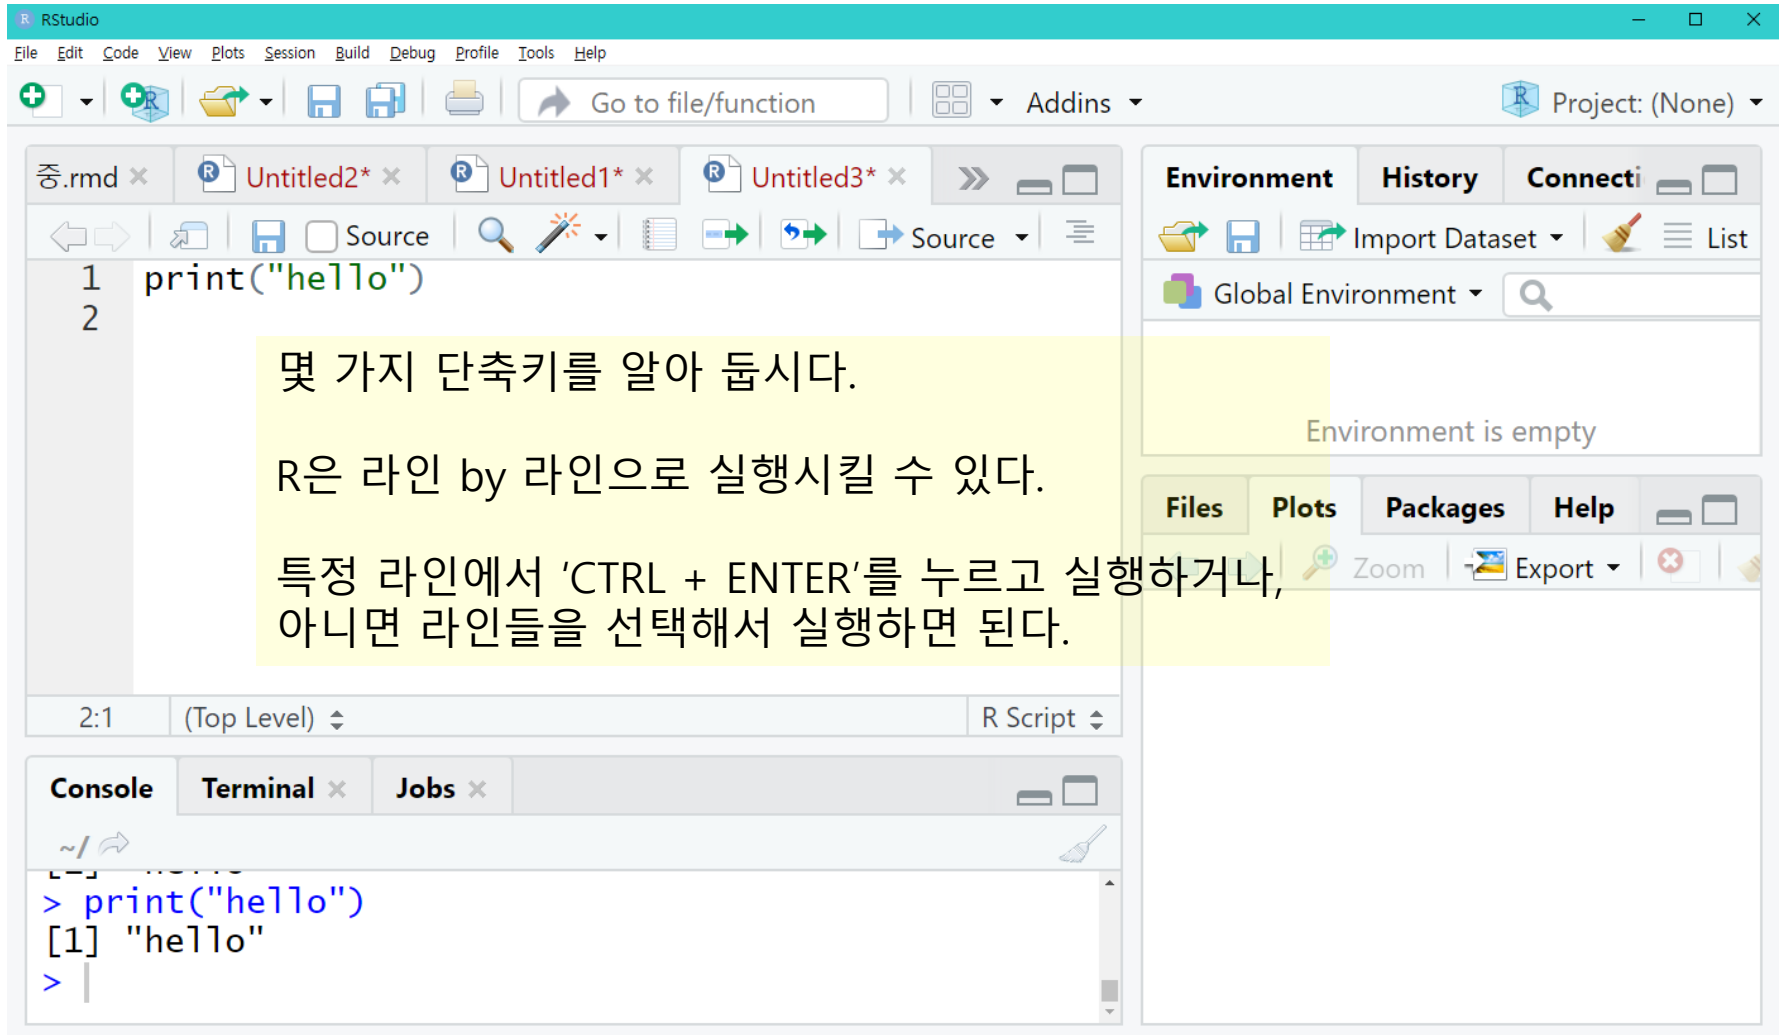 RStudio
File Edit Code View Plots Session Build Debug Profile Tools Help
Go to file/function
Addins
Project: (None)
중.rmd
Untitled2*
Untitled1*
Untitled3*
Source
Source
1 print("hello")
2
몇 가지 단축키를 알아 둡시다.
R은 라인 by 라인으로 실행시킬 수 있다.
특정 라인에서 ‘CTRL + ENTER’를 누르고 실행하거나,
아니면 라인들을 선택해서 실행하면 된다.
2:1 (Top Level) R Script
Console Terminal Jobs
~/
> print("hello")
[1] "hello"
>
Environment History Connecti
Import Dataset List
Global Environment
Environment is empty
Files Plots Packages Help
Zoom Export